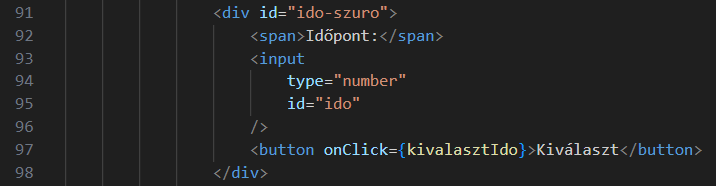 91 <div id="ido-szuro">
92 <span>Időpont:</span>
93 <input
94 type="number"
95 id="ido"
96 />
97 <button onClick={kivalasztIdo}>Kiválaszt</button>
98 </div>